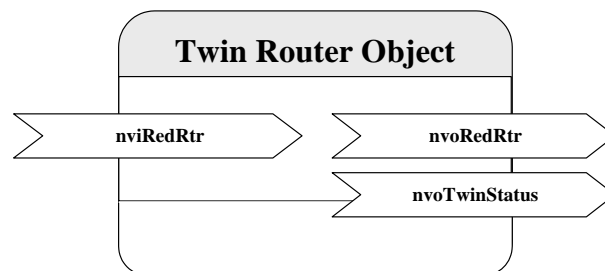 Twin Router Object
nviRedRtr
nvoRedRtr
nvoTwinStatus